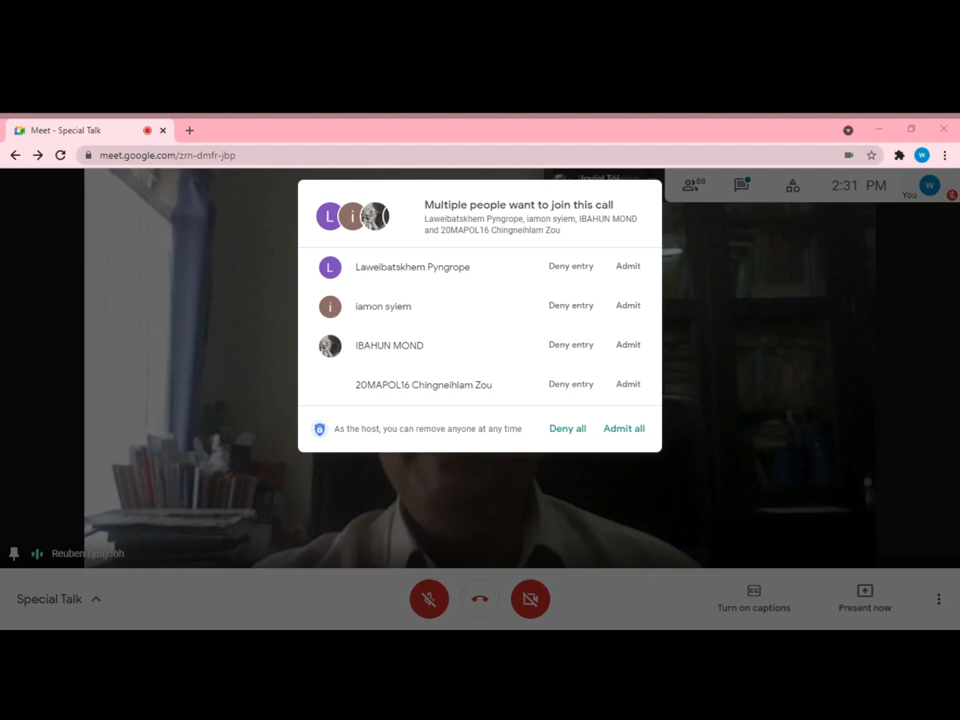 Meet - Special Talk
meet.google.com/zrn-dmfr-jbp
88
2:31 PM
You
W
Multiple people want to join this call
Laweibatskhem Pyngrope, iamon syiem, IBAHUN MOND
and 20MAPOL16 Chingneihlam Zou
L
i
L Laweibatskhem Pyngrope Deny entry Admit
i iamon syiem Deny entry Admit
IBAHUN MOND Deny entry Admit
20MAPOL16 Chingneihlam Zou Deny entry Admit
As the host, you can remove anyone at any time Deny all Admit all
Reuben Lyngdoh
Special Talk
CC
Turn on captions
Present now